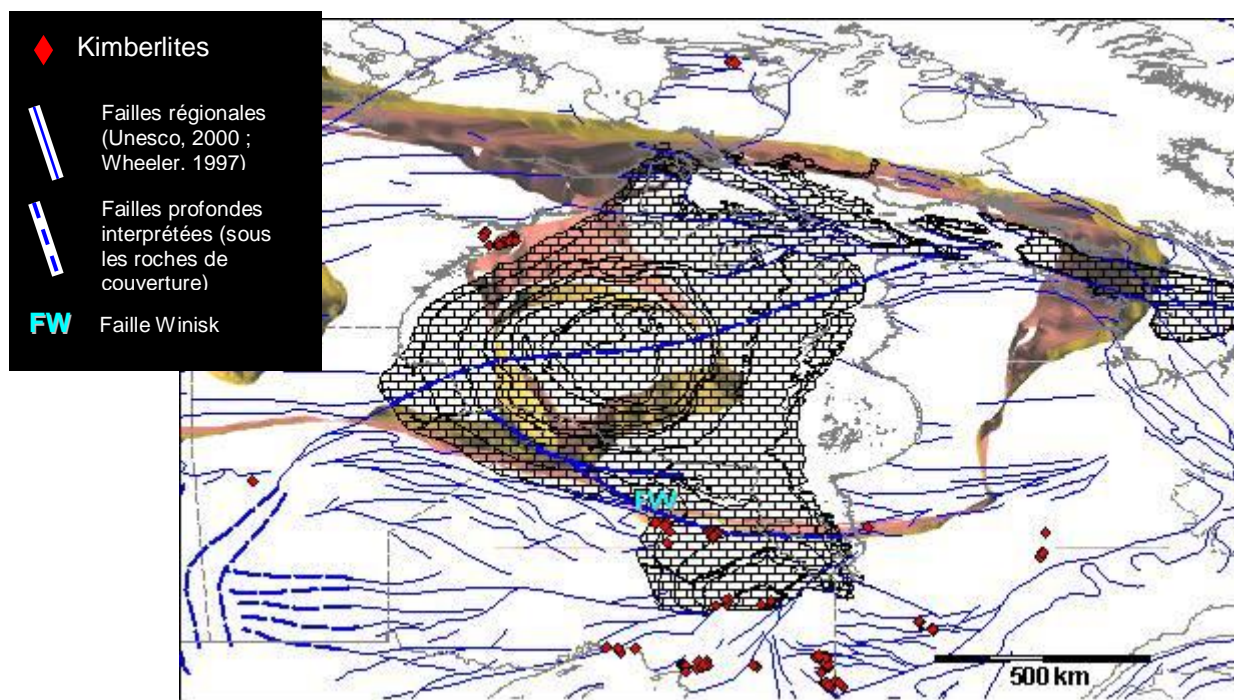 Kimberlites
Failles régionales
(Unesco, 2000 ;
Wheeler. 1997)
Failles profondes
interprétées (sous
les roches de
couverture)
FW Faille Winisk
FW
500 km